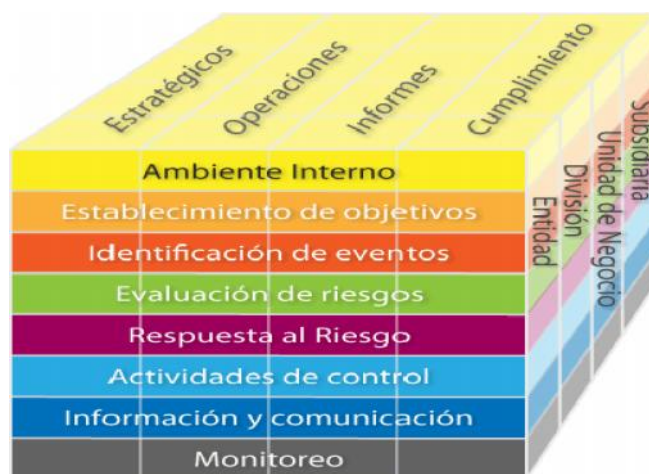 Estratégicos
Operaciones
Informes
Cumplimiento
Ambiente Interno
Establecimiento de objetivos
Identificación de eventos
Evaluación de riesgos
Respuesta al Riesgo
Actividades de control
Información y comunicación
Monitoreo
Entidad
División
Unidad de Negocio
Subsidiaria